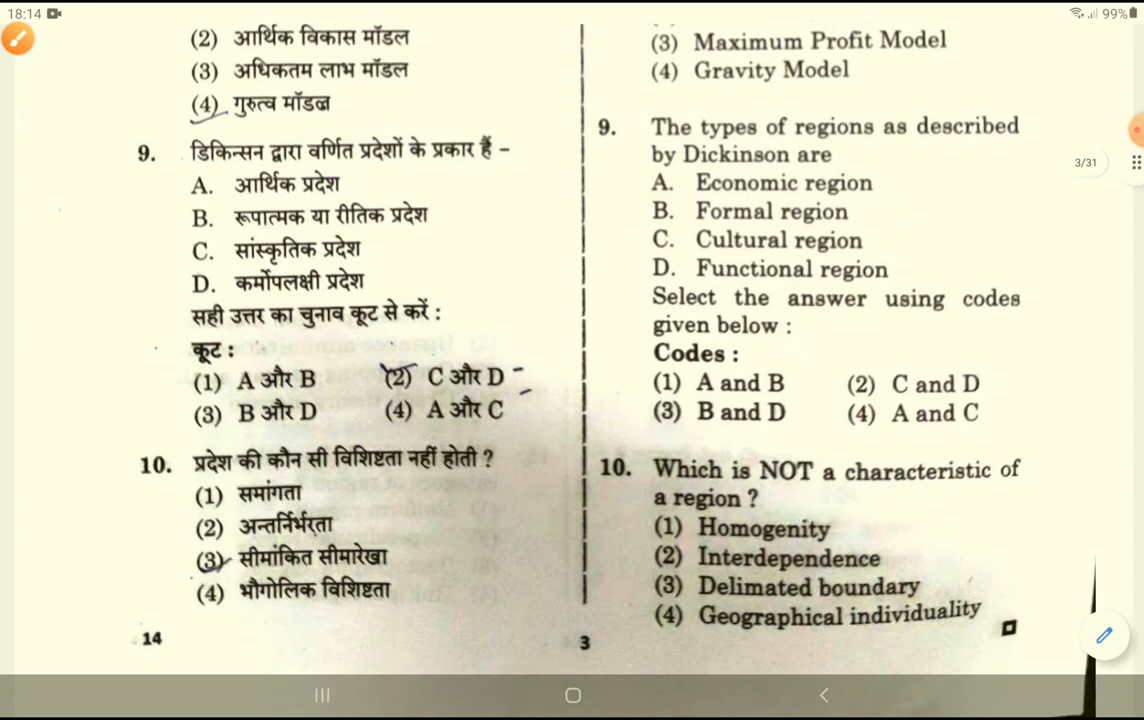 18:14
99%
(2) आर्थिक विकास मॉडल
(3) अधिकतम लाभ मॉडल
(4) गुरुत्व मॉडल
9. डिकिन्सन द्वारा वर्णित प्रदेशों के प्रकार हैं –
A. आर्थिक प्रदेश
B. रूपात्मक या रीतिक प्रदेश
C. सांस्कृतिक प्रदेश
D. कर्मोपलक्षी प्रदेश
सही उत्तर का चुनाव कूट से करें :
कूट :
(1) A और B (2) C और D
(3) B और D (4) A और C
10. प्रदेश की कौन सी विशिष्टता नहीं होती ?
(1) समांगता
(2) अन्तर्निर्भरता
(3) सीमांकित सीमारेखा
(4) भौगोलिक विशिष्टता
14
(3) Maximum Profit Model
(4) Gravity Model
9. The types of regions as described
by Dickinson are
A. Economic region
B. Formal region
C. Cultural region
D. Functional region
Select the answer using codes
given below :
Codes :
(1) A and B (2) C and D
(3) B and D (4) A and C
10. Which is NOT a characteristic of
a region ?
(1) Homogenity
(2) Interdependence
(3) Delimated boundary
(4) Geographical individuality
3
3/31